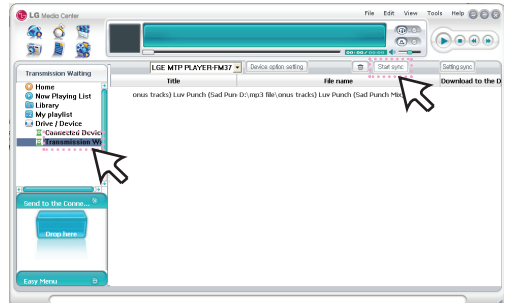 LG Media Center
File Edit View Tools Help
00:00/00:00
Transmission Waiting
LGE MTP PLAYER-FM37
Device option setting
Start sync
Setting sync
Title File name Download to the D
onus tracks) Luv Punch (Sad Pun D:\mp3 file\onus tracks) Luv Punch (Sad Punch Mix)
Home
Now Playing List
Library
My playlist
Drive / Device
Connected Device
Transmission Wa
Send to the Conne...
Drop here
Easy Menu